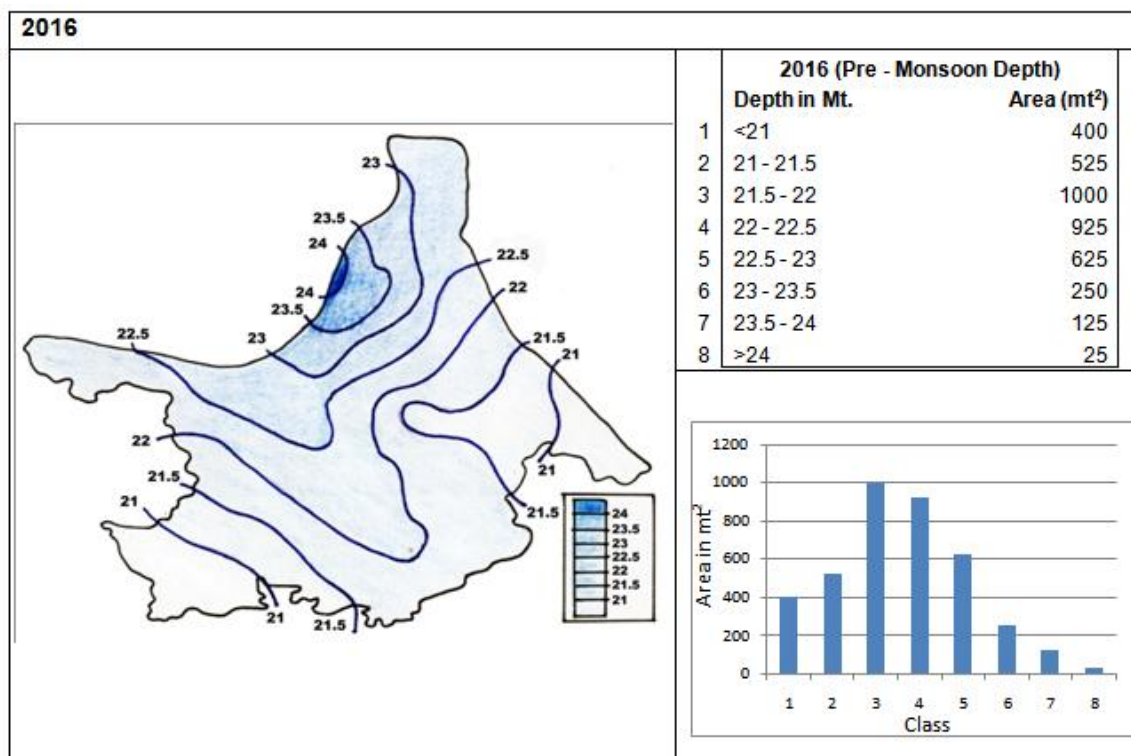 2016
2016 (Pre - Monsoon Depth)
Depth in Mt. Area (mt²)
1 <21 400
2 21 - 21.5 525
3 21.5 - 22 1000
4 22 - 22.5 925
5 22.5 - 23 625
6 23 - 23.5 250
7 23.5 - 24 125
8 >24 25
23
23.5
24
22.5
22
24
23.5
23
22.5
21.5
21
22
21.5
21
21
21.5
21
21.5
24
23.5
23
22.5
22
21.5
21
1200
1000
800
600
400
200
0
Area in mt²
1 2 3 4 5 6 7 8
Class